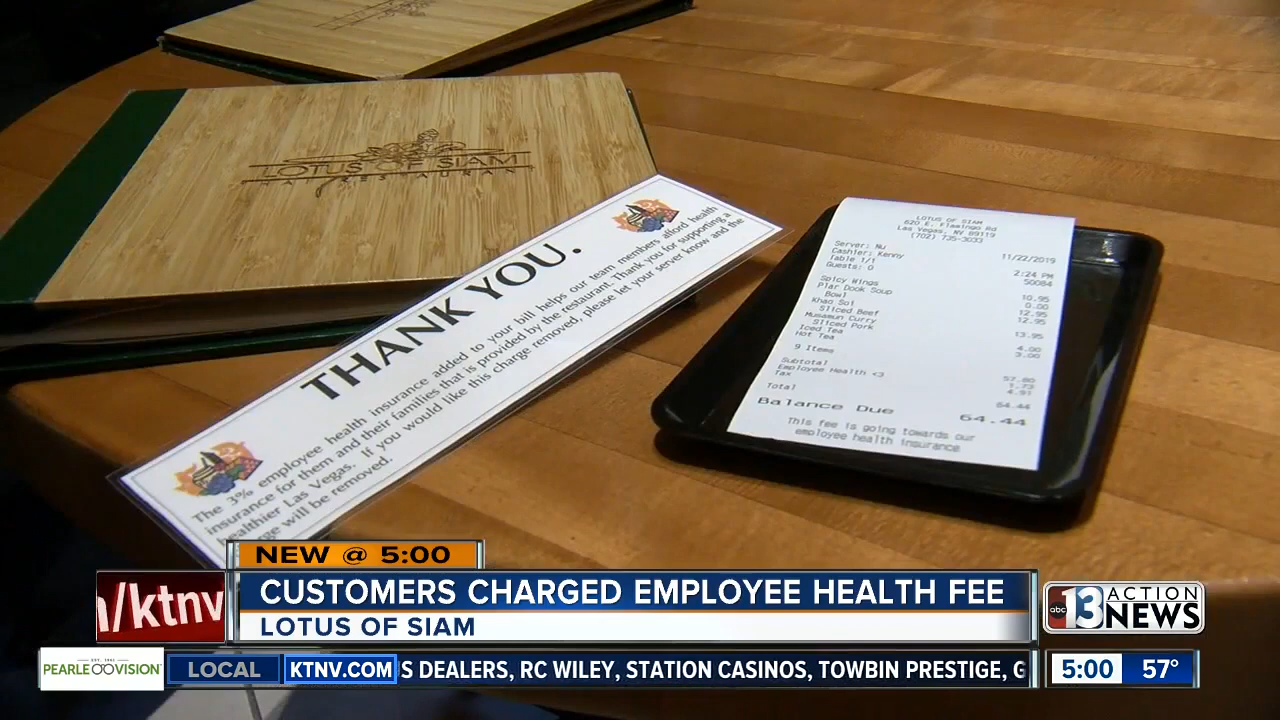 LOTUS OF SIAM
THANK YOU.
The 3% employee health insurance added to your bill helps our team members afford health
insurance for them and their families that is provided by the restaurant. Thank you for supporting a
healthier Las Vegas. If you would like this charge removed, please let your server know and the
rge will be removed.
LOTUS OF SIAM
620 E. Flamingo Rd
Las Vegas, NV 89119
(702) 735-3033
Server: Nu
Cashier: Kenny 11/22/2019
Table 1/1 2:24 PM
Guests: 0 50084
Spicy Wings 10.95
Plar Dook Soup 0.00
Bowl
Khao Soi 12.95
Sliced Beef
Musamun Curry 12.95
Sliced Pork 13.95
Iced Tea 4.00
Hot Tea 3.00
9 Items
Subtotal 57.80
Employee Health <3 1.73
Tax 4.91
Total 64.44
Balance Due 64.44
This fee is going towards our
employee health insurance
NEW @ 5:00
n/ktnv CUSTOMERS CHARGED EMPLOYEE HEALTH FEE
LOTUS OF SIAM
abc 13 ACTION NEWS
EST. 1961
PEARLE VISION LOCAL KTNV.COM S DEALERS, RC WILEY, STATION CASINOS, TOWBIN PRESTIGE, G 5:00 57°